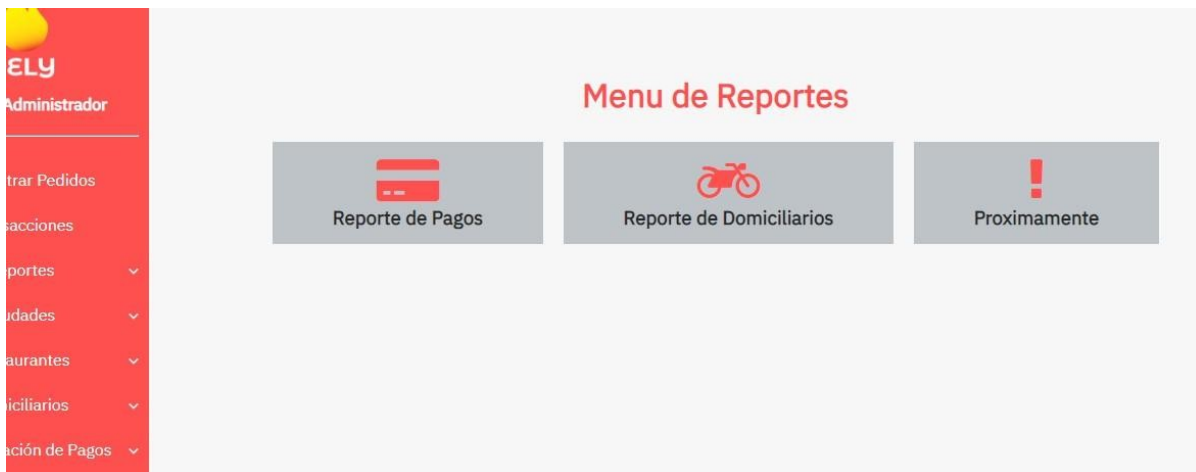 ELY
Administrador
trar Pedidos
sacciones
portes
udades
aurantes
iciliarios
ación de Pagos
Menu de Reportes
Reporte de Pagos
Reporte de Domiciliarios
Proximamente